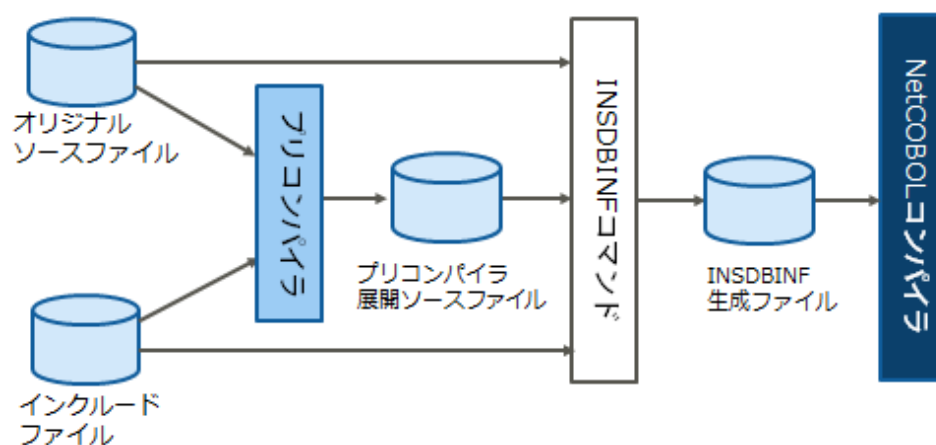 オリジナル
ソースファイル
プリコンパイラ
プリコンパイラ
展開ソースファイル
INSDBINFコマンド
INSDBINF
生成ファイル
NetCOBOLコンパイラ
インクルード
ファイル